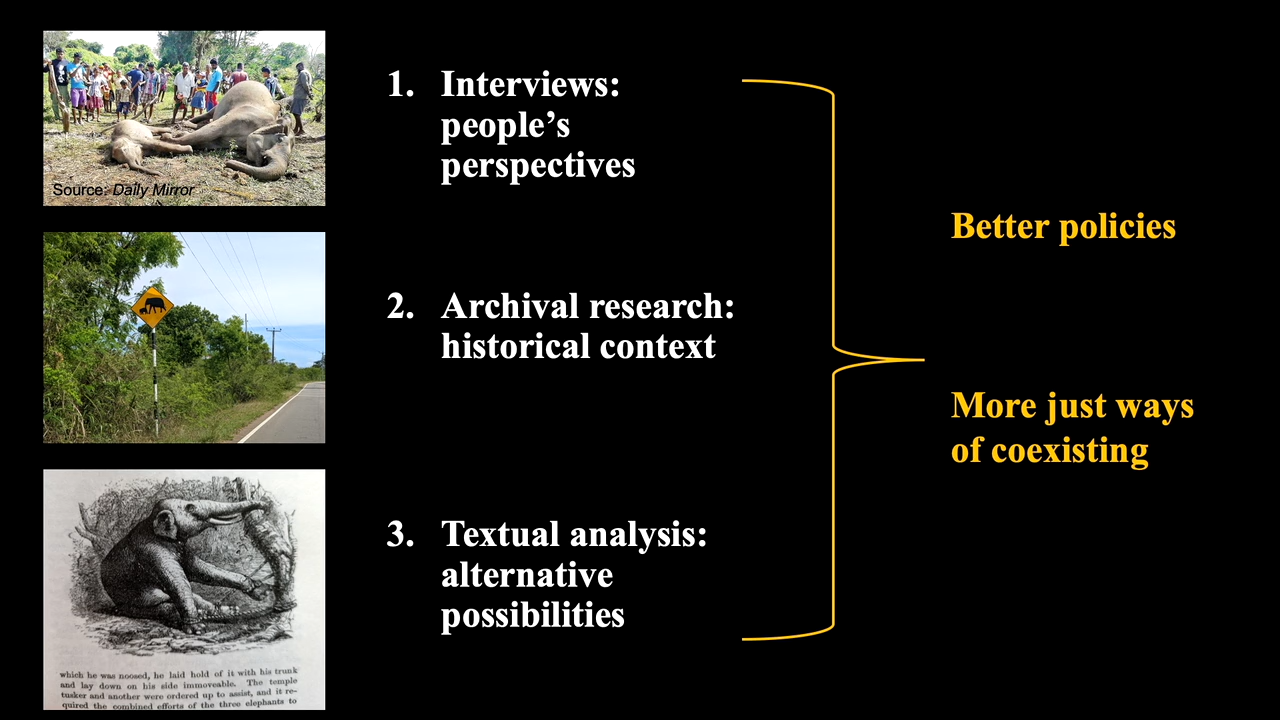 Source: Daily Mirror
1. Interviews:
people’s
perspectives
2. Archival research:
historical context
3. Textual analysis:
alternative
possibilities
Better policies
More just ways
of coexisting
which he was noosed, he laid hold of it with his trunk
and lay down on his side immoveable. The temple
tusker and another were ordered up to assist, and it re-
quired the combined efforts of the three elephants to